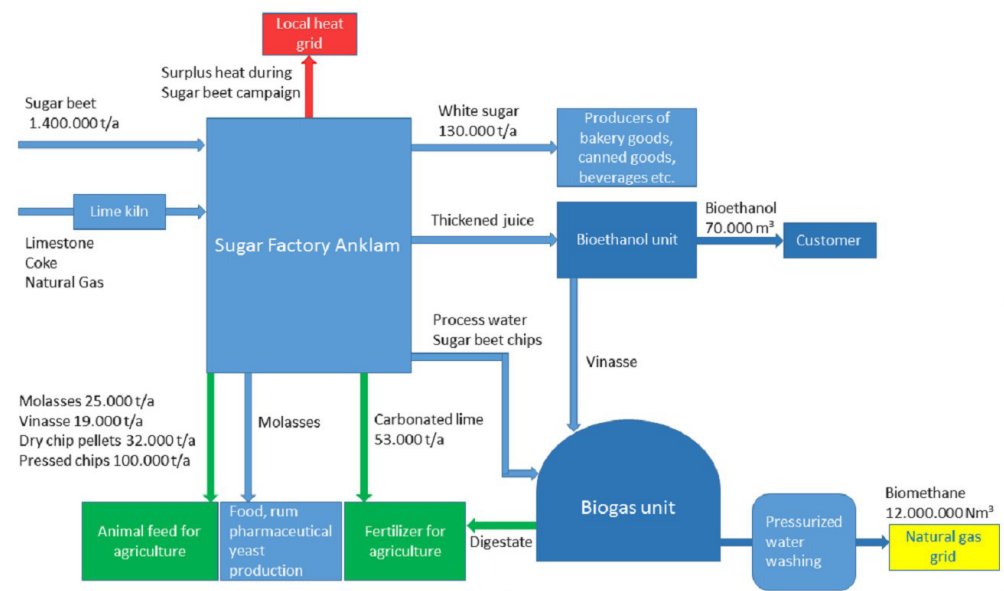 Local heat
grid
Surplus heat during
Sugar beet campaign
Sugar beet
1.400.000 t/a
White sugar
130.000 t/a
Producers of
bakery goods,
canned goods,
beverages etc.
Lime kiln
Limestone
Coke
Natural Gas
Sugar Factory Anklam
Thickened juice
Bioethanol unit
Bioethanol
70.000 m³
Customer
Process water
Sugar beet chips
Vinasse
Molasses 25.000 t/a
Vinasse 19.000 t/a
Dry chip pellets 32.000 t/a
Pressed chips 100.000 t/a
Molasses
Carbonated lime
53.000 t/a
Animal feed for
agriculture
Food, rum
pharmaceutical
yeast
production
Fertilizer for
agriculture
Digestate
Biogas unit
Pressurized
water
washing
Biomethane
12.000.000 Nm³
Natural gas
grid